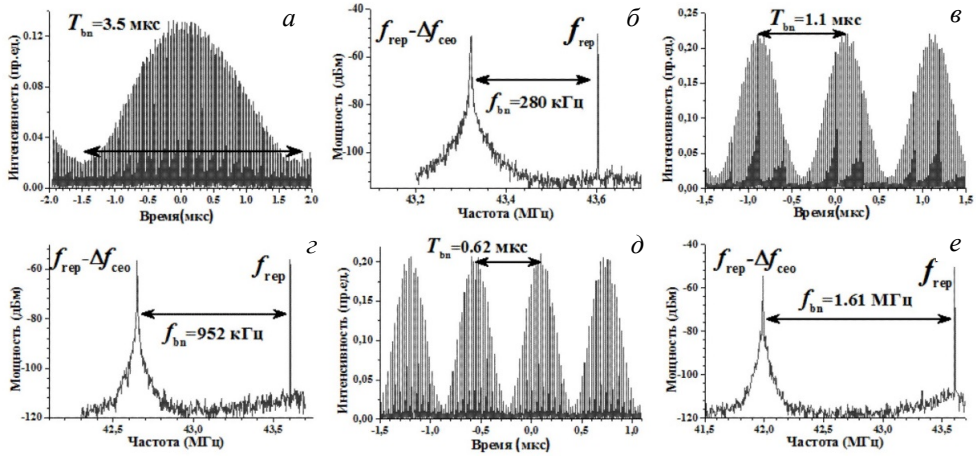 а
T_bn=3.5 мкс
Интенсивность (пр.ед.)
0.12
0.08
0.04
0.00
-2.0 -1.5 -1.0 -0.5 0.0 0.5 1.0 1.5 2.0
Время(мкс)
б
f_rep-Δf_ceo
f_rep
f_bn=280 кГц
Мощность (дБм)
-40
-60
-80
-100
43,2 43,4 43,6
Частота (МГц)
в
T_bn=1.1 мкс
Интенсивность (пр.ед.)
0,25
0,20
0,15
0,10
0,05
0,00
-1,5 -1,0 -0,5 0,0 0,5 1,0 1,5
Время (мкс)
г
f_rep-Δf_ceo
f_rep
f_bn=952 кГц
Мощность (дБм)
-60
-80
-100
-120
42,5 43,0 43,5
Частота (МГц)
д
T_bn=0.62 мкс
Интенсивность (пр.ед.)
0,20
0,15
0,10
0,05
0,00
-1,5 -1,0 -0,5 0,0 0,5 1,0
Время (мкс)
е
f_rep-Δf_ceo
f_rep
f_bn=1.61 МГц
Мощность (дБм)
-40
-60
-80
-100
-120
41,5 42,0 42,5 43,0 43,5
Частота (МГц)